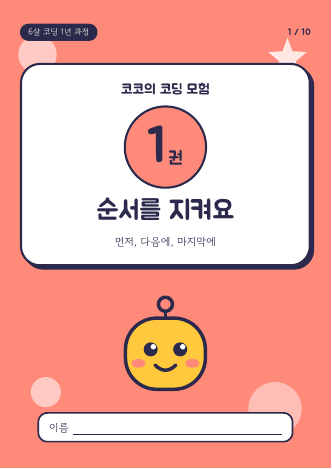 6살 코딩 1년 과정
1 / 10
코코의 코딩 모험
1권
순서를 지켜요
먼저, 다음에, 마지막에
이름